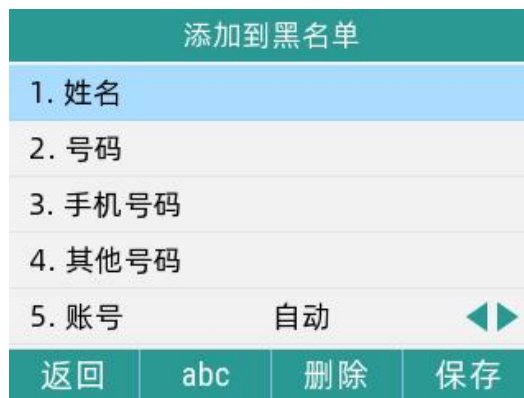 添加到黑名单
1. 姓名
2. 号码
3. 手机号码
4. 其他号码
5. 账号 自动
返回 abc 删除 保存